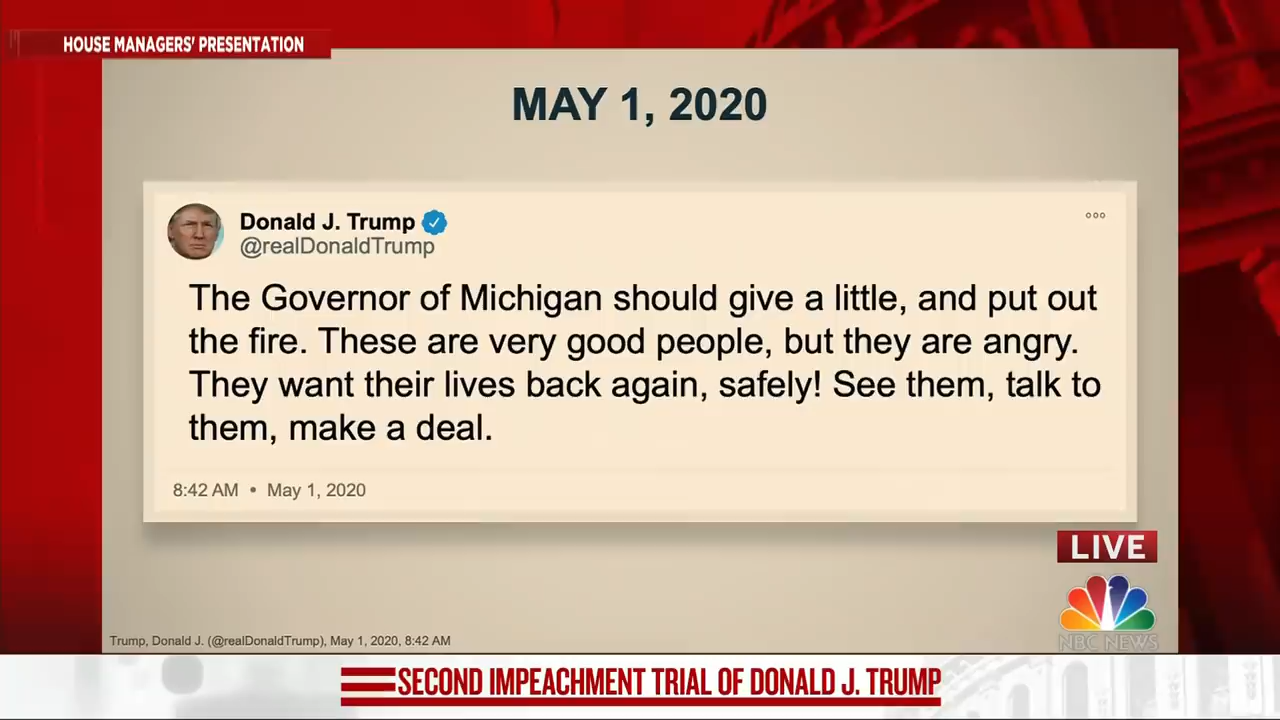 HOUSE MANAGERS' PRESENTATION
MAY 1, 2020
Donald J. Trump
@realDonaldTrump
The Governor of Michigan should give a little, and put out
the fire. These are very good people, but they are angry.
They want their lives back again, safely! See them, talk to
them, make a deal.
8:42 AM • May 1, 2020
LIVE
NBC NEWS
Trump, Donald J. (@realDonaldTrump), May 1, 2020, 8:42 AM
SECOND IMPEACHMENT TRIAL OF DONALD J. TRUMP